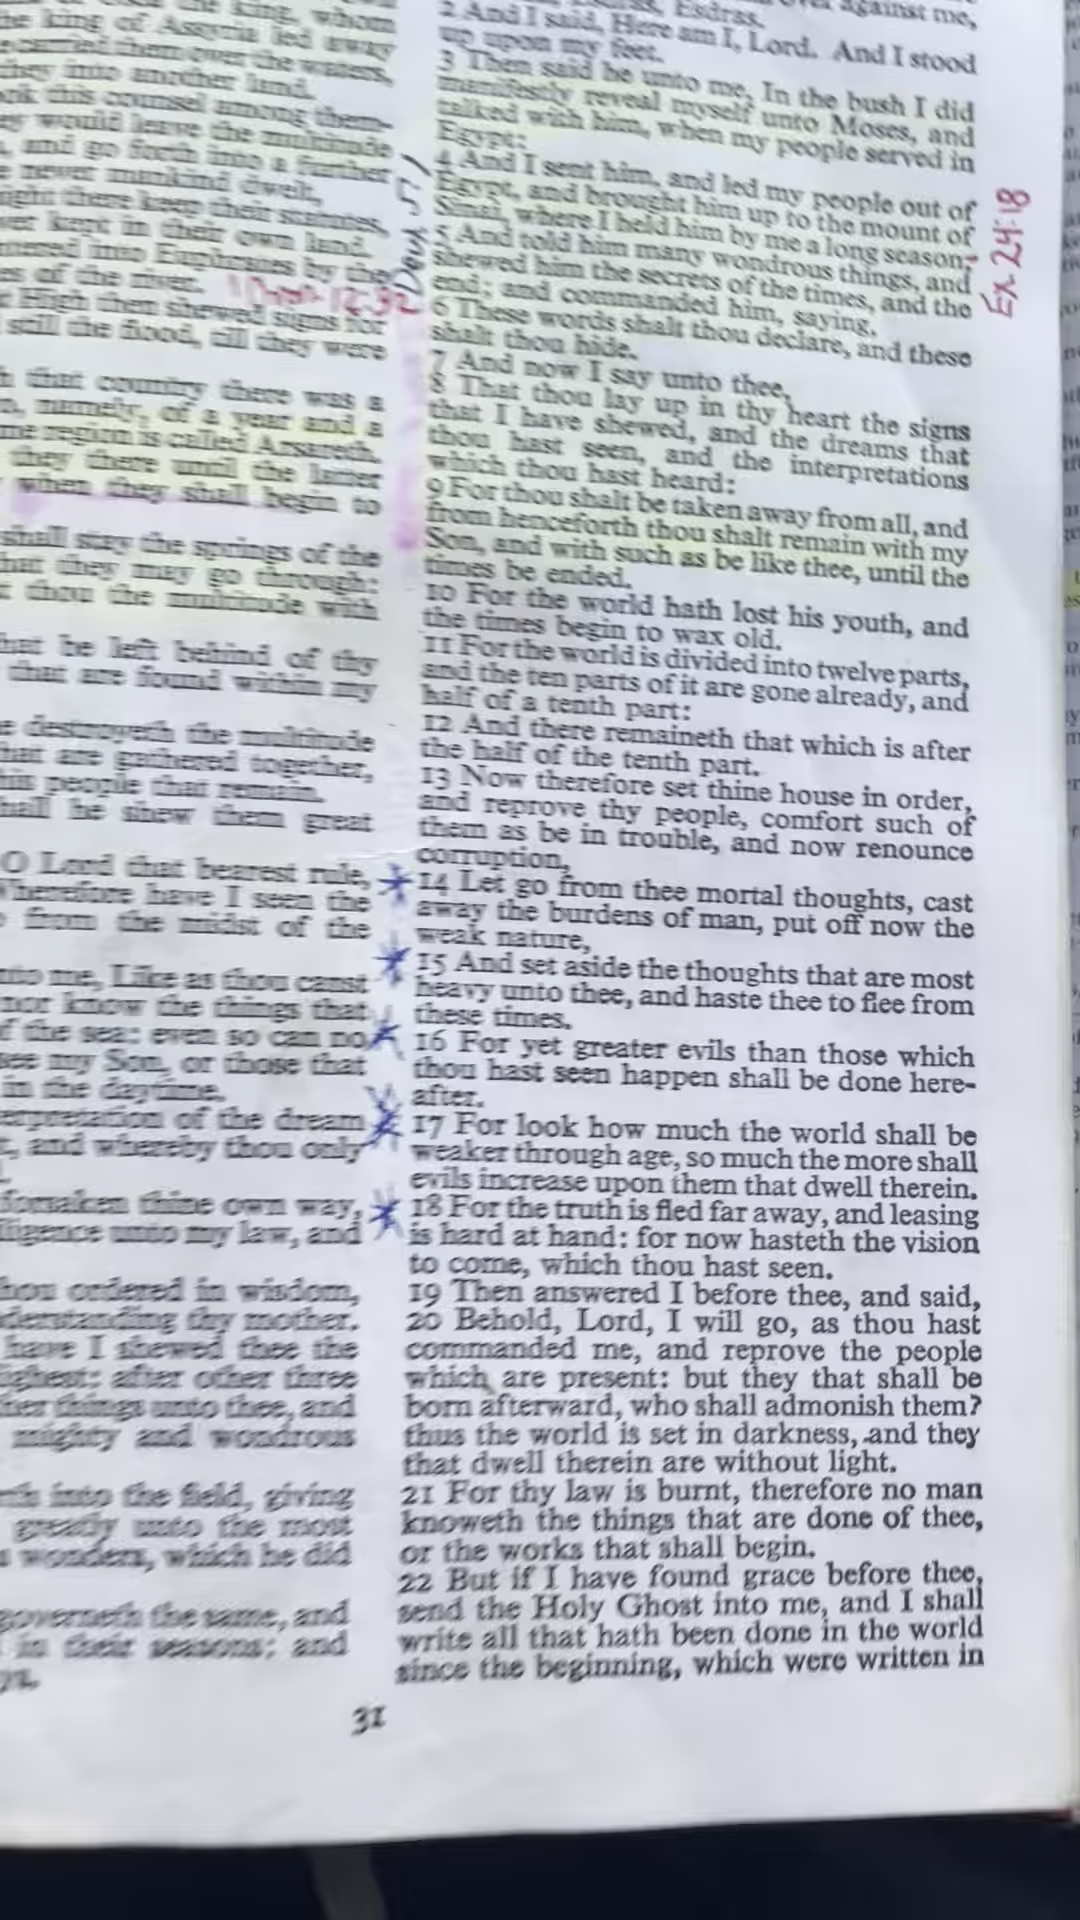 the king, whom
king of Assyria led away
carried them over the waters,
they into another land.
this counsel among them-
would leave the multitude
and go forth into a further
never mankind dwelt,
might there keep their statutes,
kept in their own land.
into Euphrates by the
of the river.
High then shewed signs for
still the flood, till they were
that country there was a
namely, of a year and a
region is called Arsareth.
they there until the latter
when they shall begin to
shall stay the springs of the
that they may go through:
thou the multitude with
that be left behind of thy
that are found within my
destroyeth the multitude
that are gathered together,
his people that remain.
shall he shew them great
O Lord that bearest rule,
Wherefore have I seen the
from the midst of the
unto me, Like as thou canst
nor know the things that
of the sea: even so can no
see my Son, or those that
in the daytime.
interpretation of the dream
and whereby thou only
forsaken thine own way,
diligence unto my law, and
thou ordered in wisdom,
understanding thy mother.
have I shewed thee the
Highest: after other three
other things unto thee, and
mighty and wondrous
forth into the field, giving
greatly unto the most
wonders, which he did
governeth the same, and
in their seasons: and
against me,
Esdras, Esdras.
2 And I said, Here am I, Lord. And I stood
up upon my feet.
3 Then said he unto me, In the bush I did
manifestly reveal myself unto Moses, and
talked with him, when my people served in
Egypt:
4 And I sent him, and led my people out of
Egypt, and brought him up to the mount of
Sinai, where I held him by me a long season,
5 And told him many wondrous things, and
shewed him the secrets of the times, and the
end; and commanded him, saying,
6 These words shalt thou declare, and these
shalt thou hide.
7 And now I say unto thee,
8 That thou lay up in thy heart the signs
that I have shewed, and the dreams that
thou hast seen, and the interpretations
which thou hast heard:
9 For thou shalt be taken away from all, and
from henceforth thou shalt remain with my
Son, and with such as be like thee, until the
times be ended.
10 For the world hath lost his youth, and
the times begin to wax old.
11 For the world is divided into twelve parts,
and the ten parts of it are gone already, and
half of a tenth part:
12 And there remaineth that which is after
the half of the tenth part.
13 Now therefore set thine house in order,
and reprove thy people, comfort such of
them as be in trouble, and now renounce
corruption,
14 Let go from thee mortal thoughts, cast
away the burdens of man, put off now the
weak nature,
15 And set aside the thoughts that are most
heavy unto thee, and haste thee to flee from
these times.
16 For yet greater evils than those which
thou hast seen happen shall be done here-
after.
17 For look how much the world shall be
weaker through age, so much the more shall
evils increase upon them that dwell therein.
18 For the truth is fled far away, and leasing
is hard at hand: for now hasteth the vision
to come, which thou hast seen.
19 Then answered I before thee, and said,
20 Behold, Lord, I will go, as thou hast
commanded me, and reprove the people
which are present: but they that shall be
born afterward, who shall admonish them?
thus the world is set in darkness, and they
that dwell therein are without light.
21 For thy law is burnt, therefore no man
knoweth the things that are done of thee,
or the works that shall begin.
22 But if I have found grace before thee,
send the Holy Ghost into me, and I shall
write all that hath been done in the world
since the beginning, which were written in
Ex 24:18
31